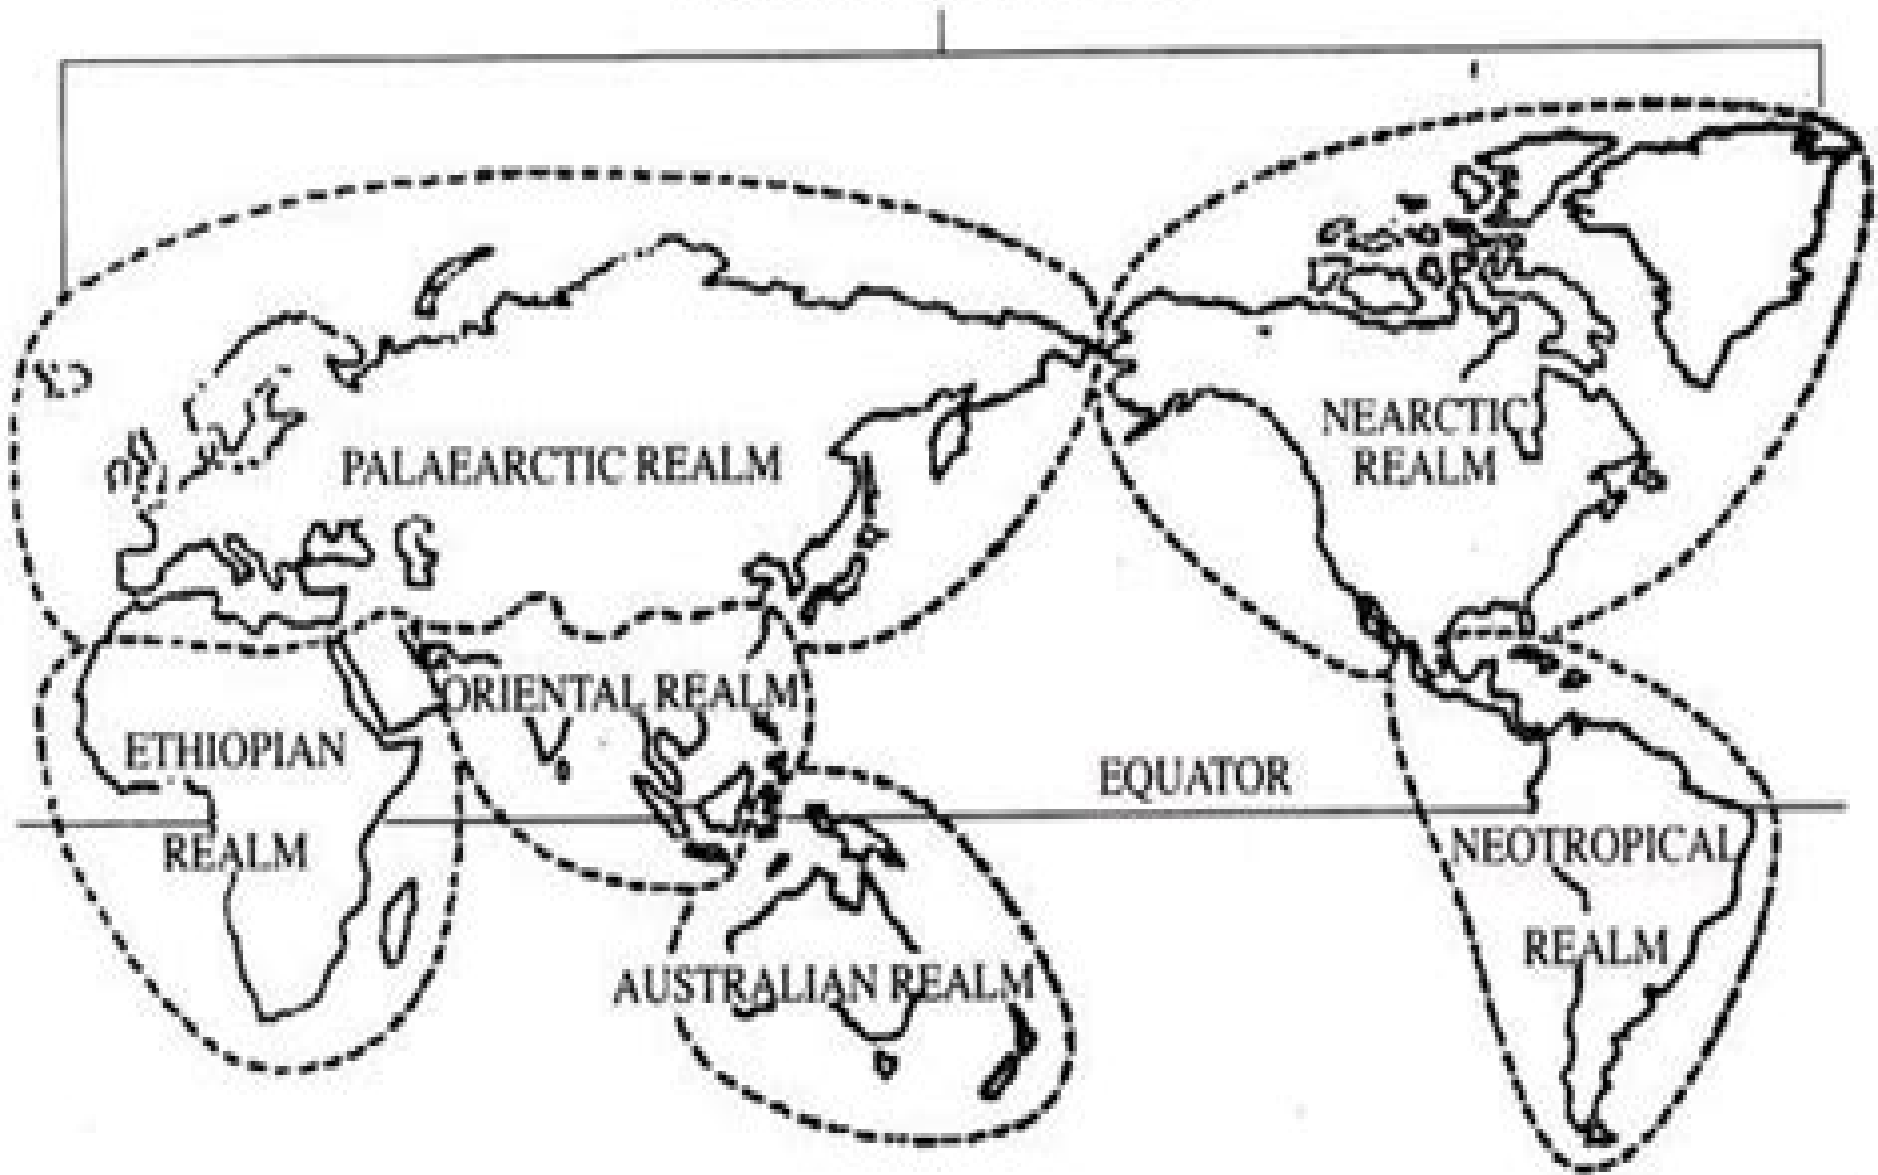 PALAEARCTIC REALM
NEARCTIC
REALM
ORIENTAL REALM
ETHIOPIAN
REALM
EQUATOR
NEOTROPICAL
REALM
AUSTRALIAN REALM